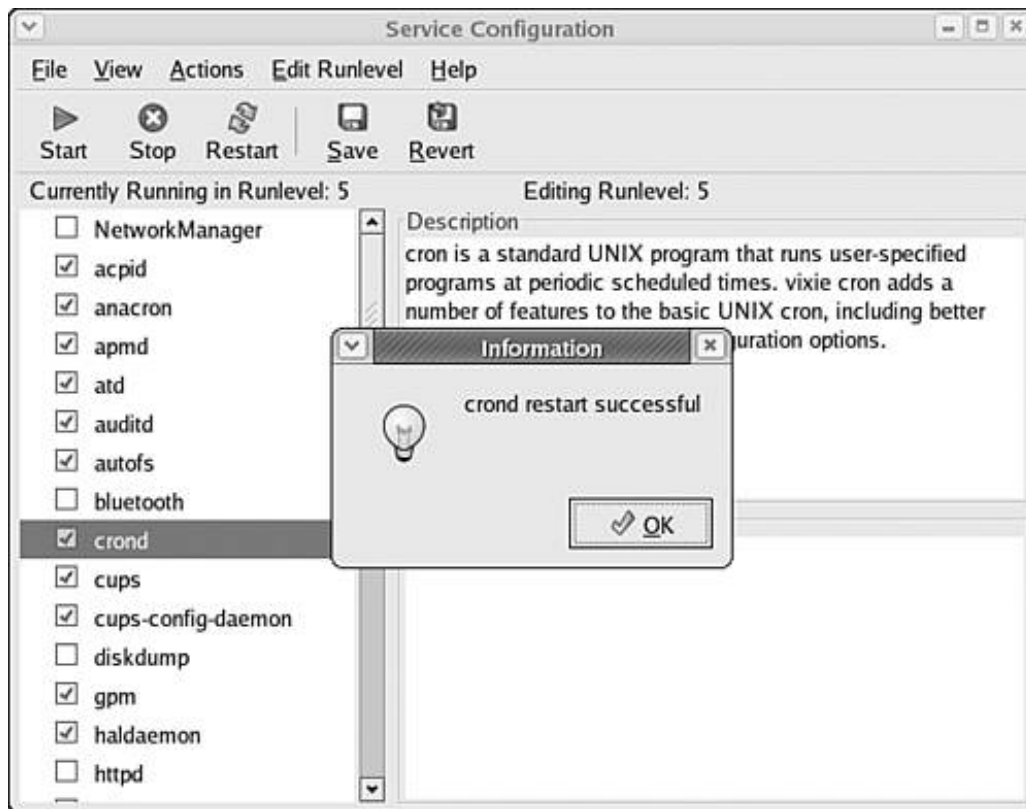 Service Configuration
File View Actions Edit Runlevel Help
Start Stop Restart Save Revert
Currently Running in Runlevel: 5
Editing Runlevel: 5
NetworkManager
acpid
anacron
apmd
atd
auditd
autofs
bluetooth
crond
cups
cups-config-daemon
diskdump
gpm
haldaemon
httpd
Description
cron is a standard UNIX program that runs user-specified
programs at periodic scheduled times. vixie cron adds a
number of features to the basic UNIX cron, including better
uration options.
Information
crond restart successful
OK